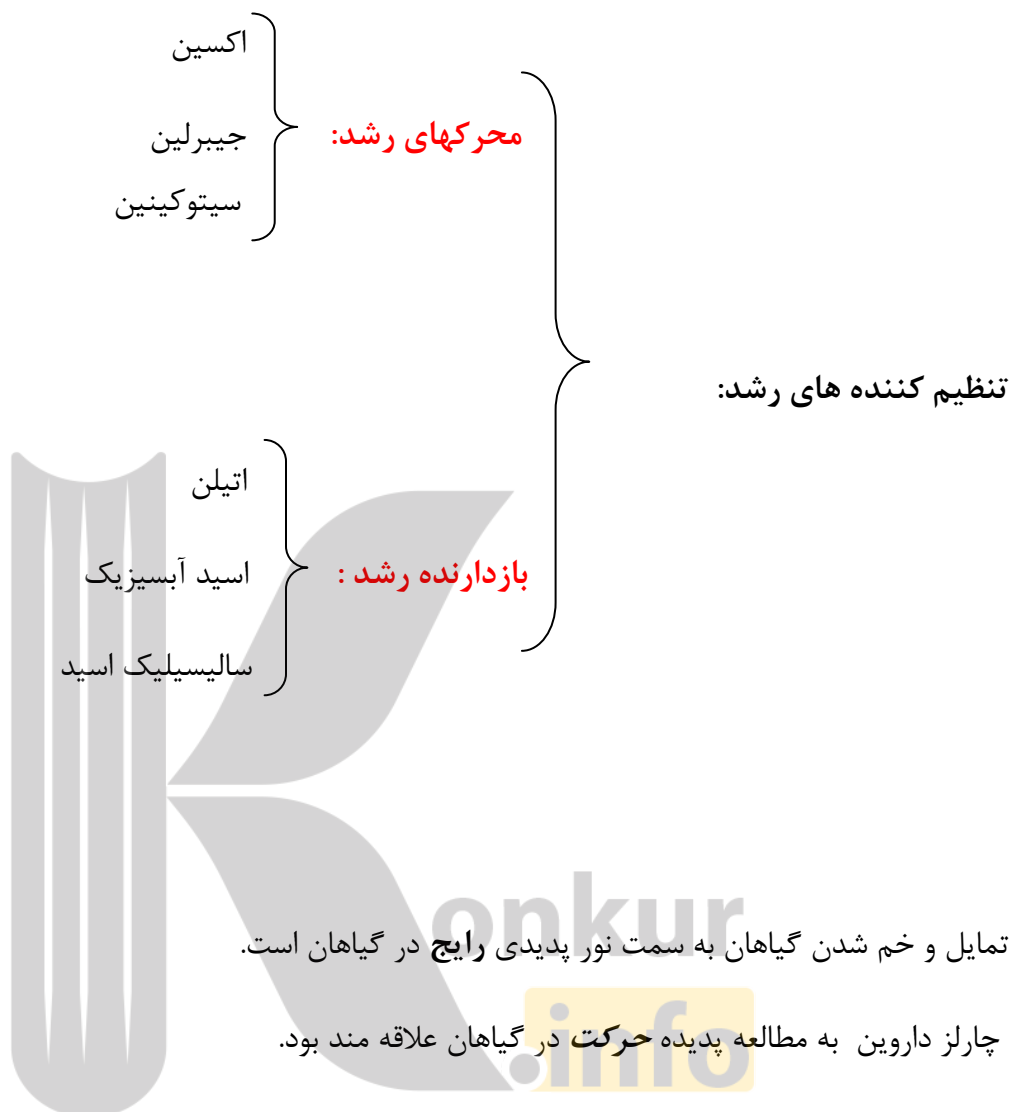 تنظیم کننده های رشد:
محرکهای رشد:
اکسین
جیبرلین
سیتوکینین
بازدارنده رشد :
اتیلن
اسید آبسیزیک
سالیسیلیک اسید
تمایل و خم شدن گیاهان به سمت نور پدیدی رایج در گیاهان است.
چارلز داروین به مطالعه پدیده حرکت در گیاهان علاقه مند بود.
Konkur
.info